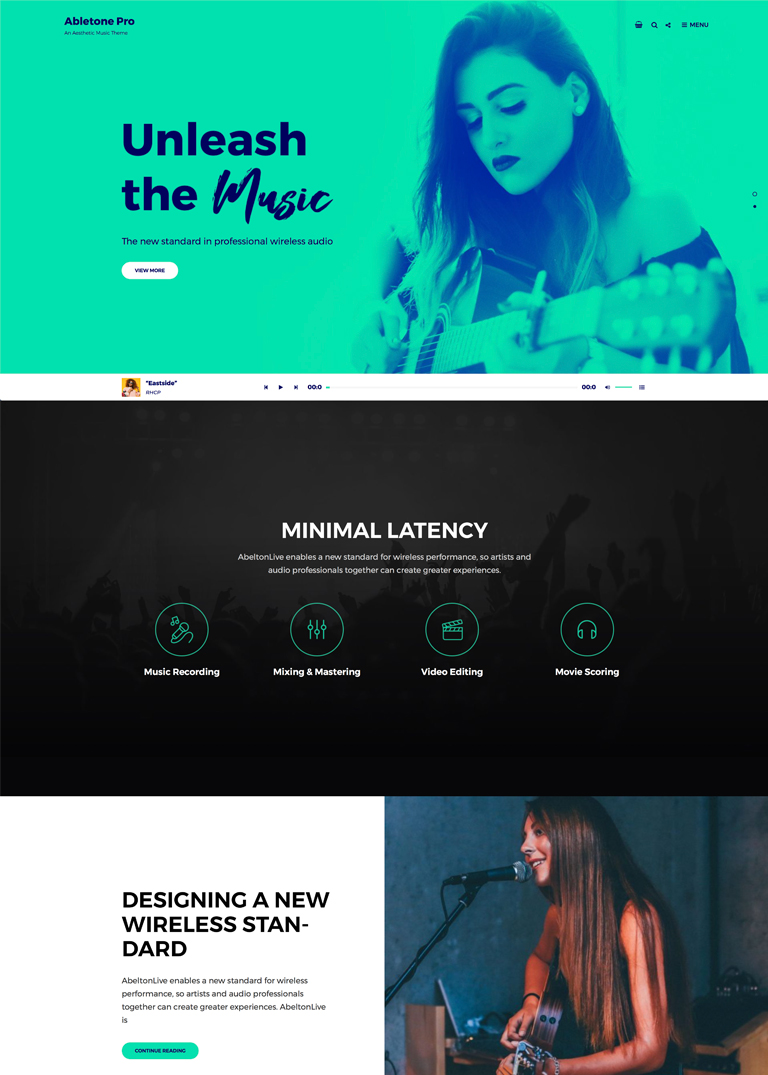 Abletone Pro
An Aesthetic Music Theme
MENU
Unleash
the Music
The new standard in professional wireless audio
VIEW MORE
"Eastside"
RHCP
00:0
00:0
MINIMAL LATENCY
AbeltonLive enables a new standard for wireless performance, so artists and
audio professionals together can create greater experiences.
Music Recording
Mixing & Mastering
Video Editing
Movie Scoring
DESIGNING A NEW
WIRELESS STAN-
DARD
AbeltonLive enables a new standard for wireless
performance, so artists and audio professionals
together can create greater experiences. AbeltonLive
is
CONTINUE READING